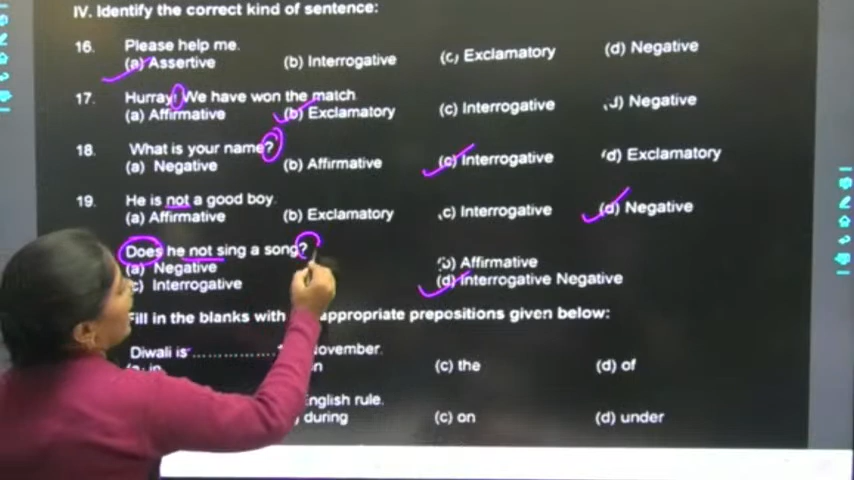 IV. Identify the correct kind of sentence:
16. Please help me.
(a) Assertive (b) Interrogative (c) Exclamatory (d) Negative
17. Hurray! We have won the match
(a) Affirmative (b) Exclamatory (c) Interrogative (d) Negative
18. What is your name?
(a) Negative (b) Affirmative (c) Interrogative (d) Exclamatory
19. He is not a good boy.
(a) Affirmative (b) Exclamatory (c) Interrogative (d) Negative
Does he not sing a song?
(a) Negative (b) Affirmative
(c) Interrogative (d) Interrogative Negative
Fill in the blanks with appropriate prepositions given below:
Diwali is ................ November.
(c) the (d) of
English rule.
during (c) on (d) under